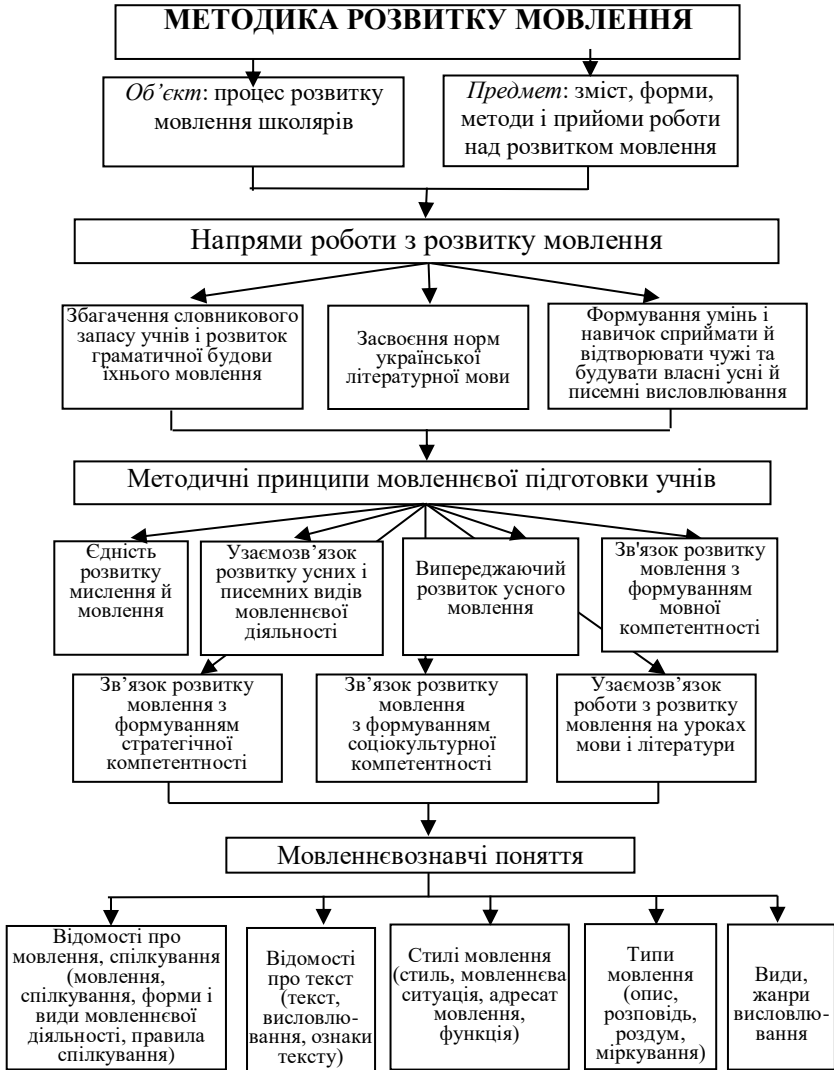 МЕТОДИКА РОЗВИТКУ МОВЛЕННЯ
Об’єкт: процес розвитку
мовлення школярів
Предмет: зміст, форми,
методи і прийоми роботи
над розвитком мовлення
Напрями роботи з розвитку мовлення
Збагачення словникового
запасу учнів і розвиток
граматичної будови
їхнього мовлення
Засвоєння норм
української
літературної мови
Формування умінь і
навичок сприймати й
відтворювати чужі та
будувати власні усні й
писемні висловлювання
Методичні принципи мовленнєвої підготовки учнів
Єдність
розвитку
мислення й
мовлення
Узаємозв’язок
розвитку усних і
писемних видів
мовленнєвої
діяльності
Випереджаючий
розвиток усного
мовлення
Зв'язок розвитку
мовлення з
формуванням
мовної
компетентності
Зв’язок розвитку
мовлення з
формуванням
стратегічної
компетентності
Зв’язок розвитку
мовлення
з формуванням
соціокультурної
компетентності
Узаємозв’язок
роботи з розвитку
мовлення на уроках
мови і літератури
Мовленнєвознавчі поняття
Відомості про
мовлення, спілкування
(мовлення,
спілкування, форми і
види мовленнєвої
діяльності, правила
спілкування)
Відомості
про текст
(текст,
висловлю-
вання, ознаки
тексту)
Стилі мовлення
(стиль, мовленнєва
ситуація, адресат
мовлення,
функція)
Типи
мовлення
(опис,
розповідь,
роздум,
міркування)
Види,
жанри
висловлю-
вання